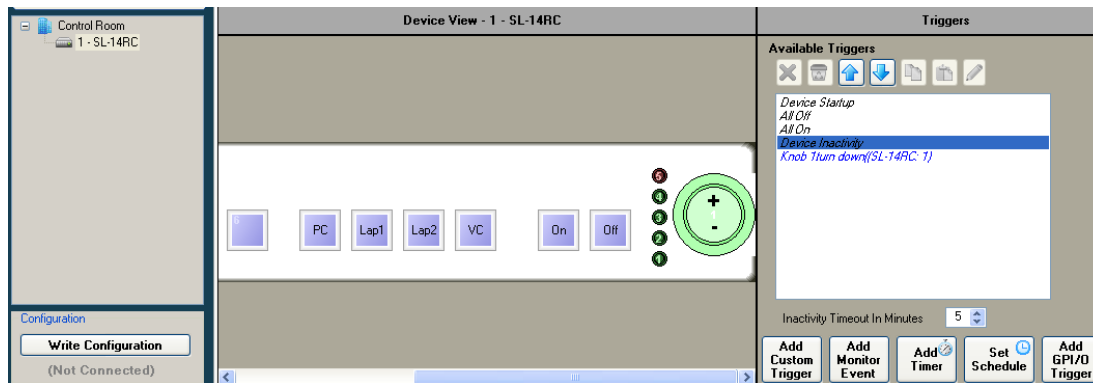 Control Room
1 - SL-14RC
Configuration
Write Configuration
(Not Connected)
Device View - 1 - SL-14RC
PC
Lap1
Lap2
VC
On
Off
5
4
3
2
1
+
1
-
Triggers
Available Triggers
Device Startup
All Off
All On
Device Inactivity
Knob 1turn down((SL-14RC: 1)
Inactivity Timeout In Minutes 5
Add
Custom
Trigger
Add
Monitor
Event
Add
Timer
Set
Schedule
Add
GPI/O
Trigger